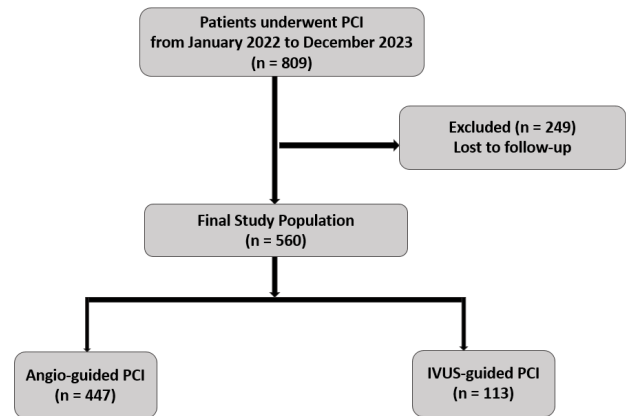 Patients underwent PCI
from January 2022 to December 2023
(n = 809)
Excluded (n = 249)
Lost to follow-up
Final Study Population
(n = 560)
Angio-guided PCI
(n = 447)
IVUS-guided PCI
(n = 113)